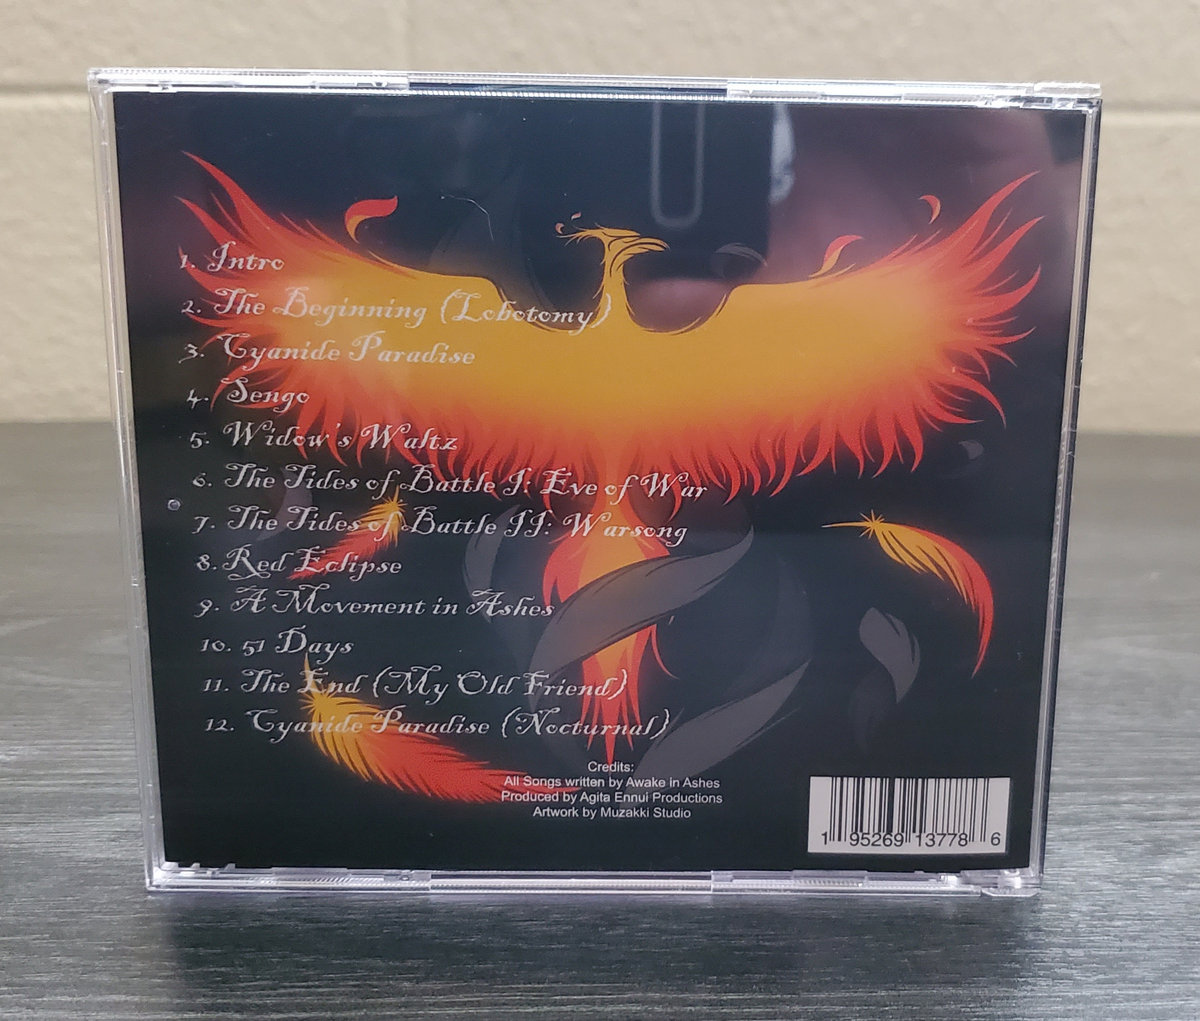 1. Intro
2. The Beginning (Lobotomy)
3. Cyanide Paradise
4. Sengo
5. Widow's Waltz
6. The Tides of Battle I: Eve of War
7. The Tides of Battle II: Warsong
8. Red Eclipse
9. A Movement in Ashes
10. 51 Days
11. The End (My Old Friend)
12. Cyanide Paradise (Nocturnal)
Credits:
All Songs written by Awake in Ashes
Produced by Agita Ennui Productions
Artwork by Muzakki Studio
1 95269 13778 6